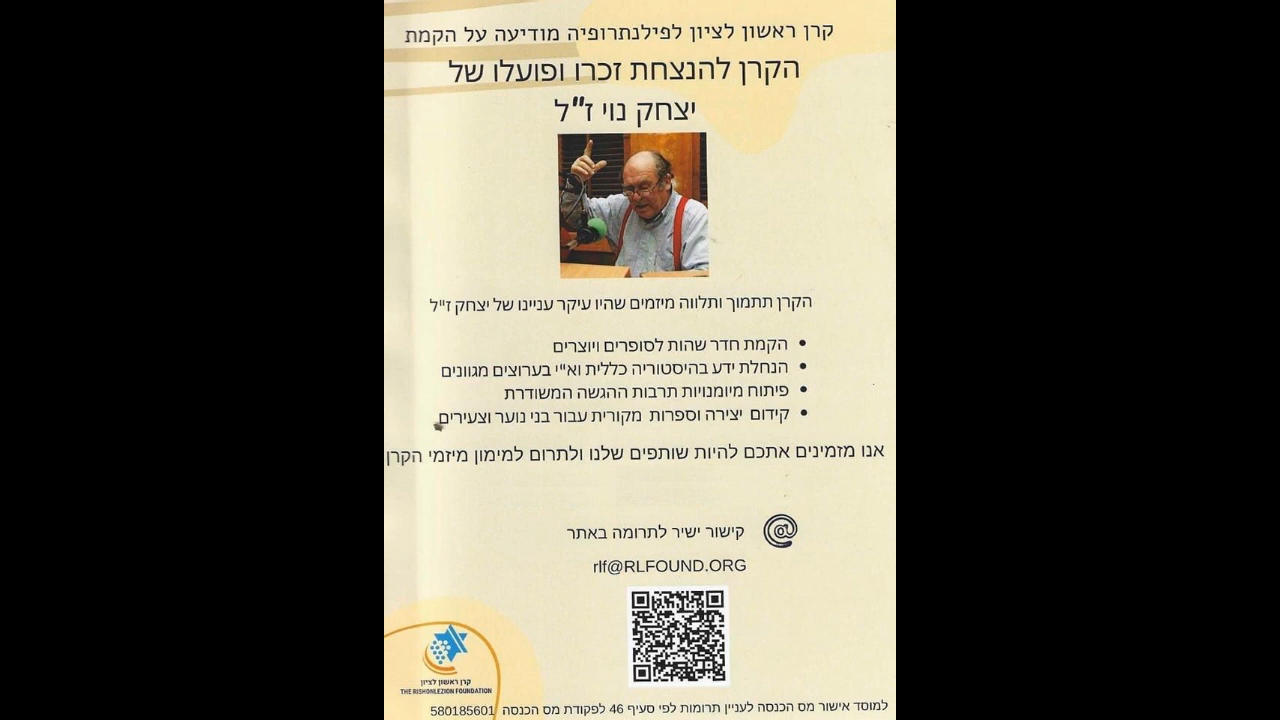 קרן ראשון לציון לפילנתרופיה מודיעה על הקמת
הקרן להנצחת זכרו ופועלו של
יצחק נוי ז"ל
הקרן תתמוך ותלווה מיזמים שהיו עיקר עניינו של יצחק ז"ל
• הקמת חדר שהות לסופרים ויוצרים
• הנחלת ידע בהיסטוריה כללית וא"י בערוצים מגוונים
• פיתוח מיומנויות תרבות ההגשה המשודרת
• קידום יצירה וספרות מקורית עבור בני נוער וצעירים
אנו מזמינים אתכם להיות שותפים שלנו ולתרום למימון מיזמי הקרן
@ קישור ישיר לתרומה באתר
rlf@RLFOUND.ORG
קרן ראשון לציון
THE RISHONLEZION FOUNDATION
למוסד אישור מס הכנסה לעניין תרומות לפי סעיף 46 לפקודת מס הכנסה 580185601